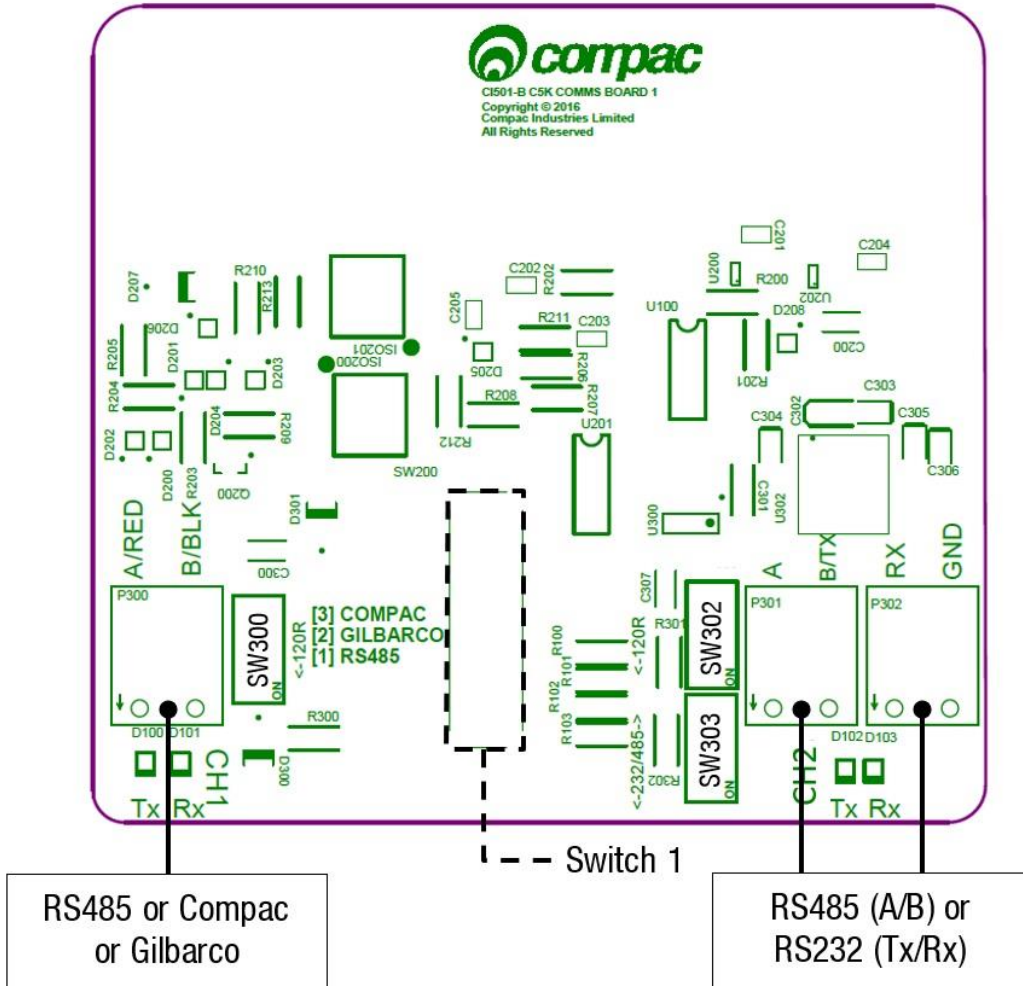 compac
CI501-B C5K COMMS BOARD 1
Copyright © 2016
Compac Industries Limited
All Rights Reserved
C201
C204
D207
R210
R213
C202
R202
U200
R200
U202
C205
U100
D208
D206
R205
D201
ISO201
R211
C203
C200
D203
ISO200
D205
R206
R201
R204
R208
R207
C303
D204
R209
C304
C302
C305
D202
R212
U201
D200
R203
Q200
SW200
C306
D301
C301
U302
U300
A/RED
B/BLK
A
B/TX
RX
GND
C300
C307
P300
SW300
<-120R
[3] COMPAC
[2] GILBARCO
[1] RS485
R100
<-120R
R301
SW302
P301
P302
ON
R101
ON
R102
D100
D101
R300
R103
<-232/485->
R302
SW303
D102
D103
CH1
D300
ON
CH2
Tx Rx
Tx Rx
Switch 1
RS485 or Compac
or Gilbarco
RS485 (A/B) or
RS232 (Tx/Rx)